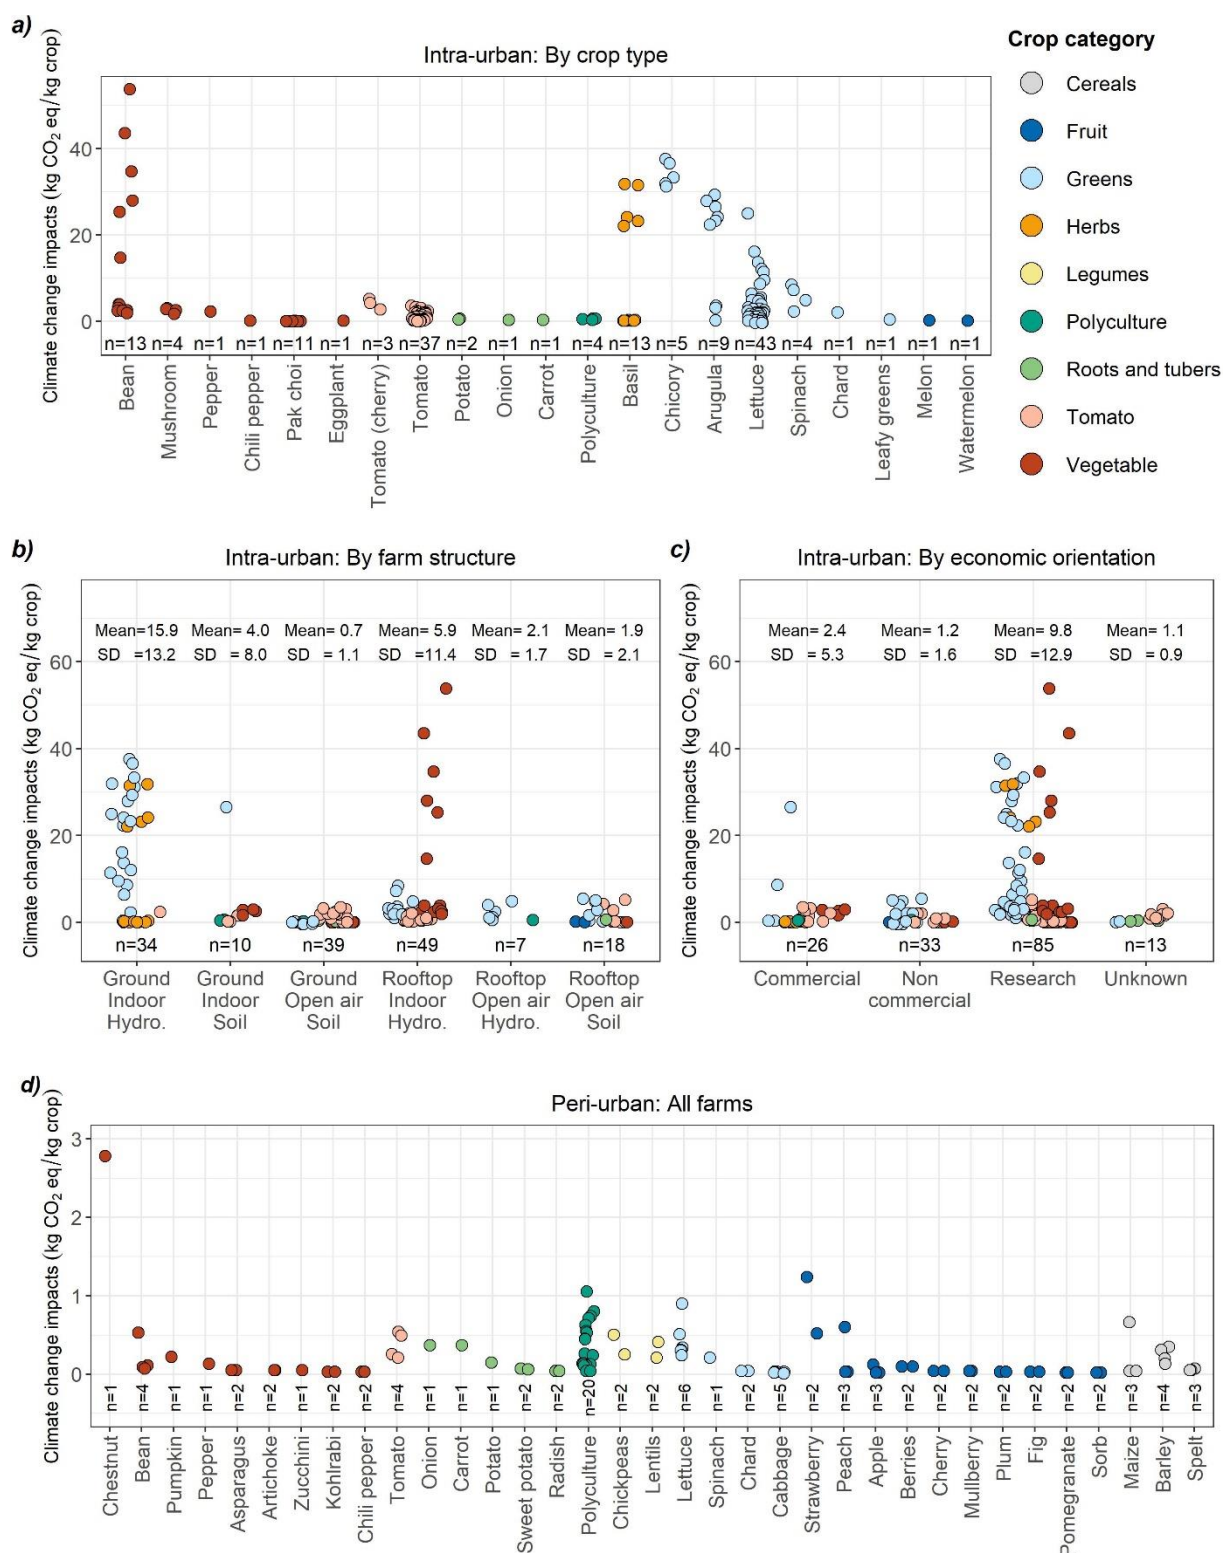 a)
Intra-urban: By crop type
Climate change impacts (kg CO2 eq/kg crop)
40
20
0
n=13 n=4 n=1 n=1 n=11 n=1 n=3 n=37 n=2 n=1 n=1 n=4 n=13 n=5 n=9 n=43 n=4 n=1 n=1 n=1 n=1
Bean
Mushroom
Pepper
Chili pepper
Pak choi
Eggplant
Tomato (cherry)
Tomato
Potato
Onion
Carrot
Polyculture
Basil
Chicory
Arugula
Lettuce
Spinach
Chard
Leafy greens
Melon
Watermelon
Crop category
Cereals
Fruit
Greens
Herbs
Legumes
Polyculture
Roots and tubers
Tomato
Vegetable
b)
Intra-urban: By farm structure
Climate change impacts (kg CO2 eq/kg crop)
60
40
20
0
Mean=15.9 Mean= 4.0 Mean= 0.7 Mean= 5.9 Mean= 2.1 Mean= 1.9
SD =13.2 SD = 8.0 SD = 1.1 SD =11.4 SD = 1.7 SD = 2.1
n=34 n=10 n=39 n=49 n=7 n=18
Ground Ground Ground Rooftop Rooftop Rooftop
Indoor Indoor Open air Indoor Open air Open air
Hydro. Soil Soil Hydro. Hydro. Soil
c)
Intra-urban: By economic orientation
Climate change impacts (kg CO2 eq/kg crop)
60
40
20
0
Mean= 2.4 Mean= 1.2 Mean= 9.8 Mean= 1.1
SD = 5.3 SD = 1.6 SD =12.9 SD = 0.9
n=26 n=33 n=85 n=13
Commercial Non Research Unknown
commercial
d)
Peri-urban: All farms
Climate change impacts (kg CO2 eq/kg crop)
3
2
1
0
n=1 n=4 n=1 n=1 n=2 n=2 n=1 n=2 n=2 n=4 n=1 n=1 n=1 n=2 n=2 n=20 n=2 n=2 n=6 n=1 n=2 n=5 n=2 n=3 n=3 n=2 n=2 n=2 n=2 n=2 n=2 n=2 n=3 n=4 n=3
Chestnut
Bean
Pumpkin
Pepper
Asparagus
Artichoke
Zucchini
Kohlrabi
Chili pepper
Tomato
Onion
Carrot
Potato
Sweet potato
Radish
Polyculture
Chickpeas
Lentils
Lettuce
Spinach
Chard
Cabbage
Strawberry
Peach
Apple
Berries
Cherry
Mulberry
Plum
Fig
Pomegranate
Sorb
Maize
Barley
Spelt